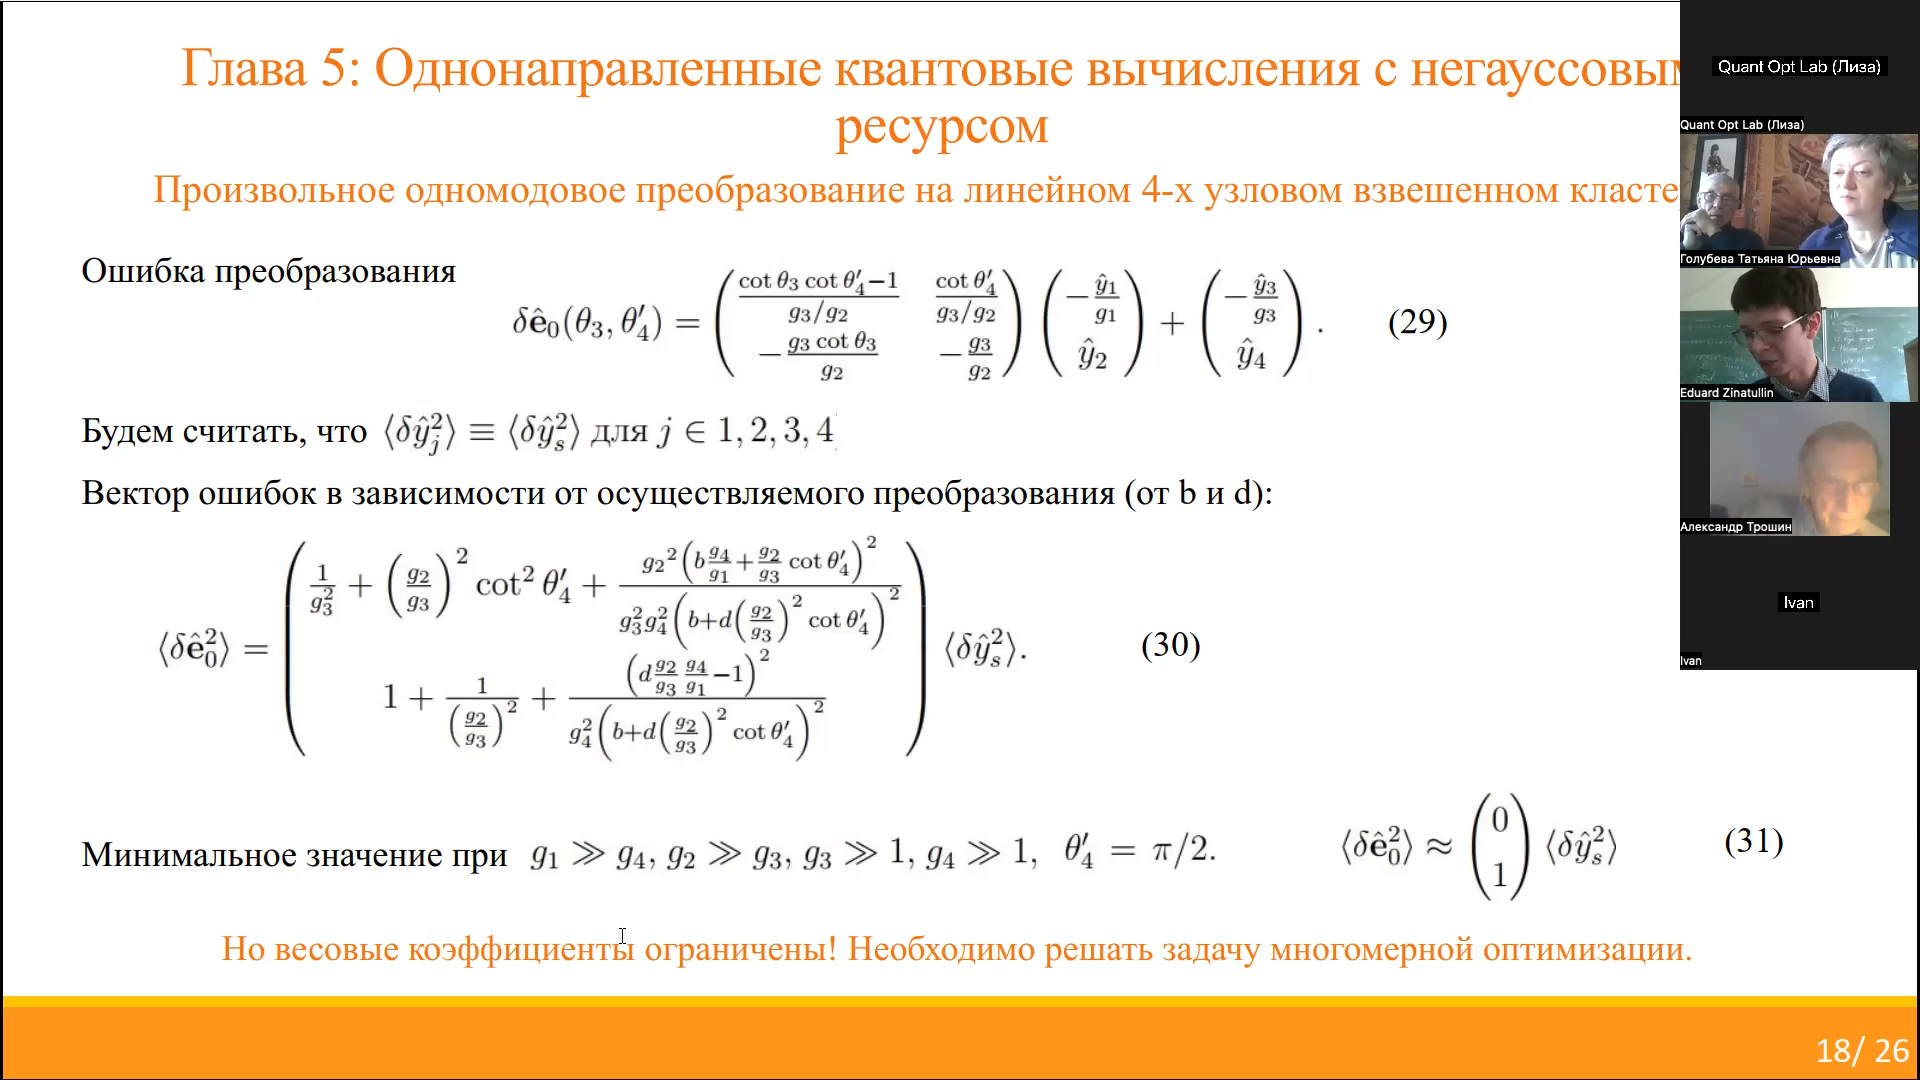 Глава 5: Однонаправленные квантовые вычисления с негауссовым
ресурсом
Произвольное одномодовое преобразование на линейном 4-х узловом взвешенном класте
Ошибка преобразования
δê₀(θ₃, θ′₄) = ( (cot θ₃ cot θ′₄−1)/(g₃/g₂)  cot θ′₄/(g₃/g₂) ; −g₃ cot θ₃/g₂  −g₃/g₂ ) ( −ŷ₁/g₁ ; ŷ₂ ) + ( −ŷ₃/g₃ ; ŷ₄ ) . (29)
Будем считать, что ⟨δŷ²ⱼ⟩ ≡ ⟨δŷ²ₛ⟩ для j ∈ 1, 2, 3, 4
Вектор ошибок в зависимости от осуществляемого преобразования (от b и d):
⟨δê²₀⟩ = ( 1/g₃² + (g₂/g₃)² cot² θ′₄ + g₂²(b g₄/g₁ + g₂/g₃ cot θ′₄)² / (g₃²g₄²(b+d(g₂/g₃)² cot θ′₄)²) ; 1 + 1/(g₂/g₃)² + (d g₂/g₃ g₄/g₁ −1)² / (g₄²(b+d(g₂/g₃)² cot θ′₄)²) ) ⟨δŷ²ₛ⟩. (30)
Минимальное значение при g₁ ≫ g₄, g₂ ≫ g₃, g₃ ≫ 1, g₄ ≫ 1, θ′₄ = π/2. ⟨δê²₀⟩ ≈ ( 0 ; 1 ) ⟨δŷ²ₛ⟩ (31)
Но весовые коэффициенты ограничены! Необходимо решать задачу многомерной оптимизации.
18/ 26
Quant Opt Lab (Лиза)
Quant Opt Lab (Лиза)
Голубева Татьяна Юрьевна
Eduard Zinatullin
Александр Трошин
Ivan
Ivan